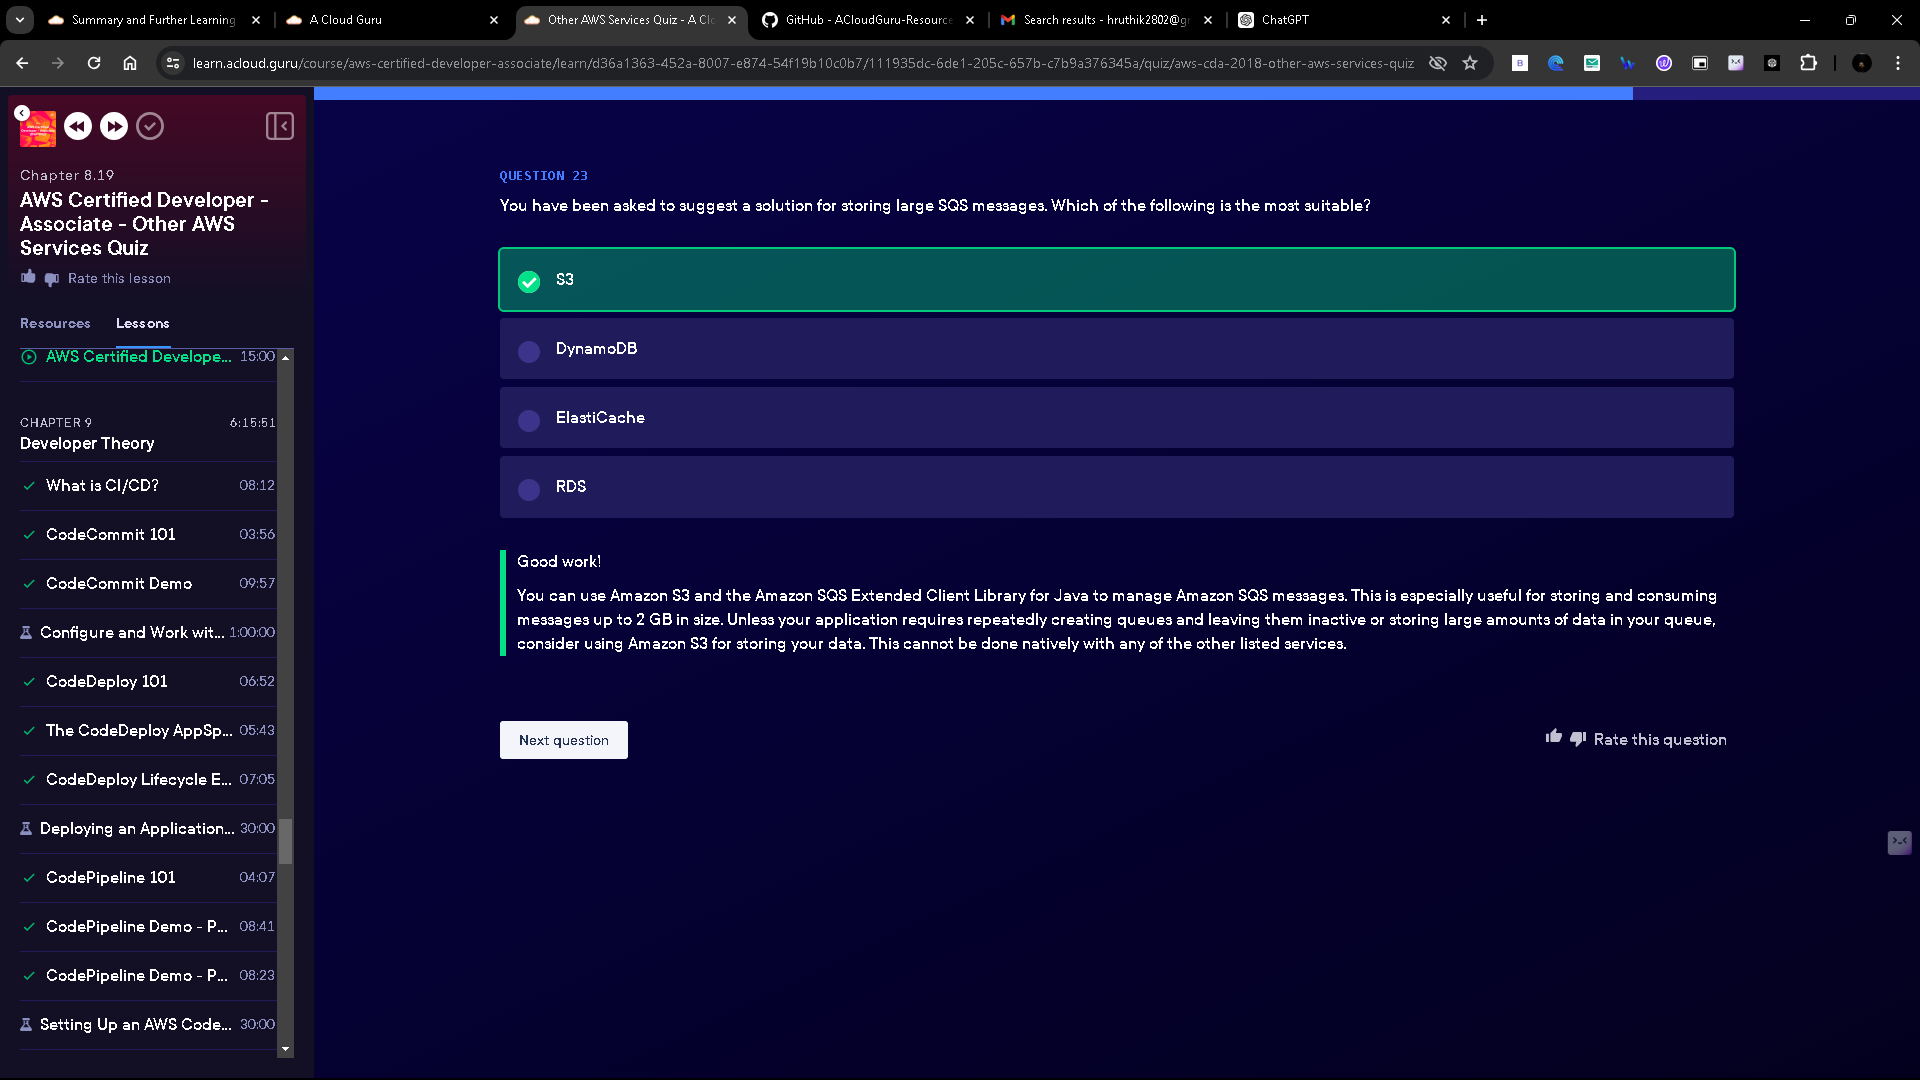 Summary and Further Learning
A Cloud Guru
Other AWS Services Quiz - A Cl
GitHub - ACloudGuru-Resource
Search results - hruthik2802@gr
ChatGPT
learn.acloud.guru/course/aws-certified-developer-associate/learn/d36a1363-452a-8007-e874-54f19b10c0b7/111935dc-6de1-205c-657b-c7b9a376345a/quiz/aws-cda-2018-other-aws-services-quiz
Chapter 8.19
AWS Certified Developer -
Associate - Other AWS
Services Quiz
Rate this lesson
Resources Lessons
AWS Certified Develope... 15:00
CHAPTER 9 6:15:51
Developer Theory
What is CI/CD? 08:12
CodeCommit 101 03:56
CodeCommit Demo 09:57
Configure and Work wit... 1:00:00
CodeDeploy 101 06:52
The CodeDeploy AppSp... 05:43
CodeDeploy Lifecycle E... 07:05
Deploying an Application... 30:00
CodePipeline 101 04:07
CodePipeline Demo - P... 08:41
CodePipeline Demo - P... 08:23
Setting Up an AWS Code... 30:00
QUESTION 23
You have been asked to suggest a solution for storing large SQS messages. Which of the following is the most suitable?
S3
DynamoDB
ElastiCache
RDS
Good work!
You can use Amazon S3 and the Amazon SQS Extended Client Library for Java to manage Amazon SQS messages. This is especially useful for storing and consuming
messages up to 2 GB in size. Unless your application requires repeatedly creating queues and leaving them inactive or storing large amounts of data in your queue,
consider using Amazon S3 for storing your data. This cannot be done natively with any of the other listed services.
Next question
Rate this question